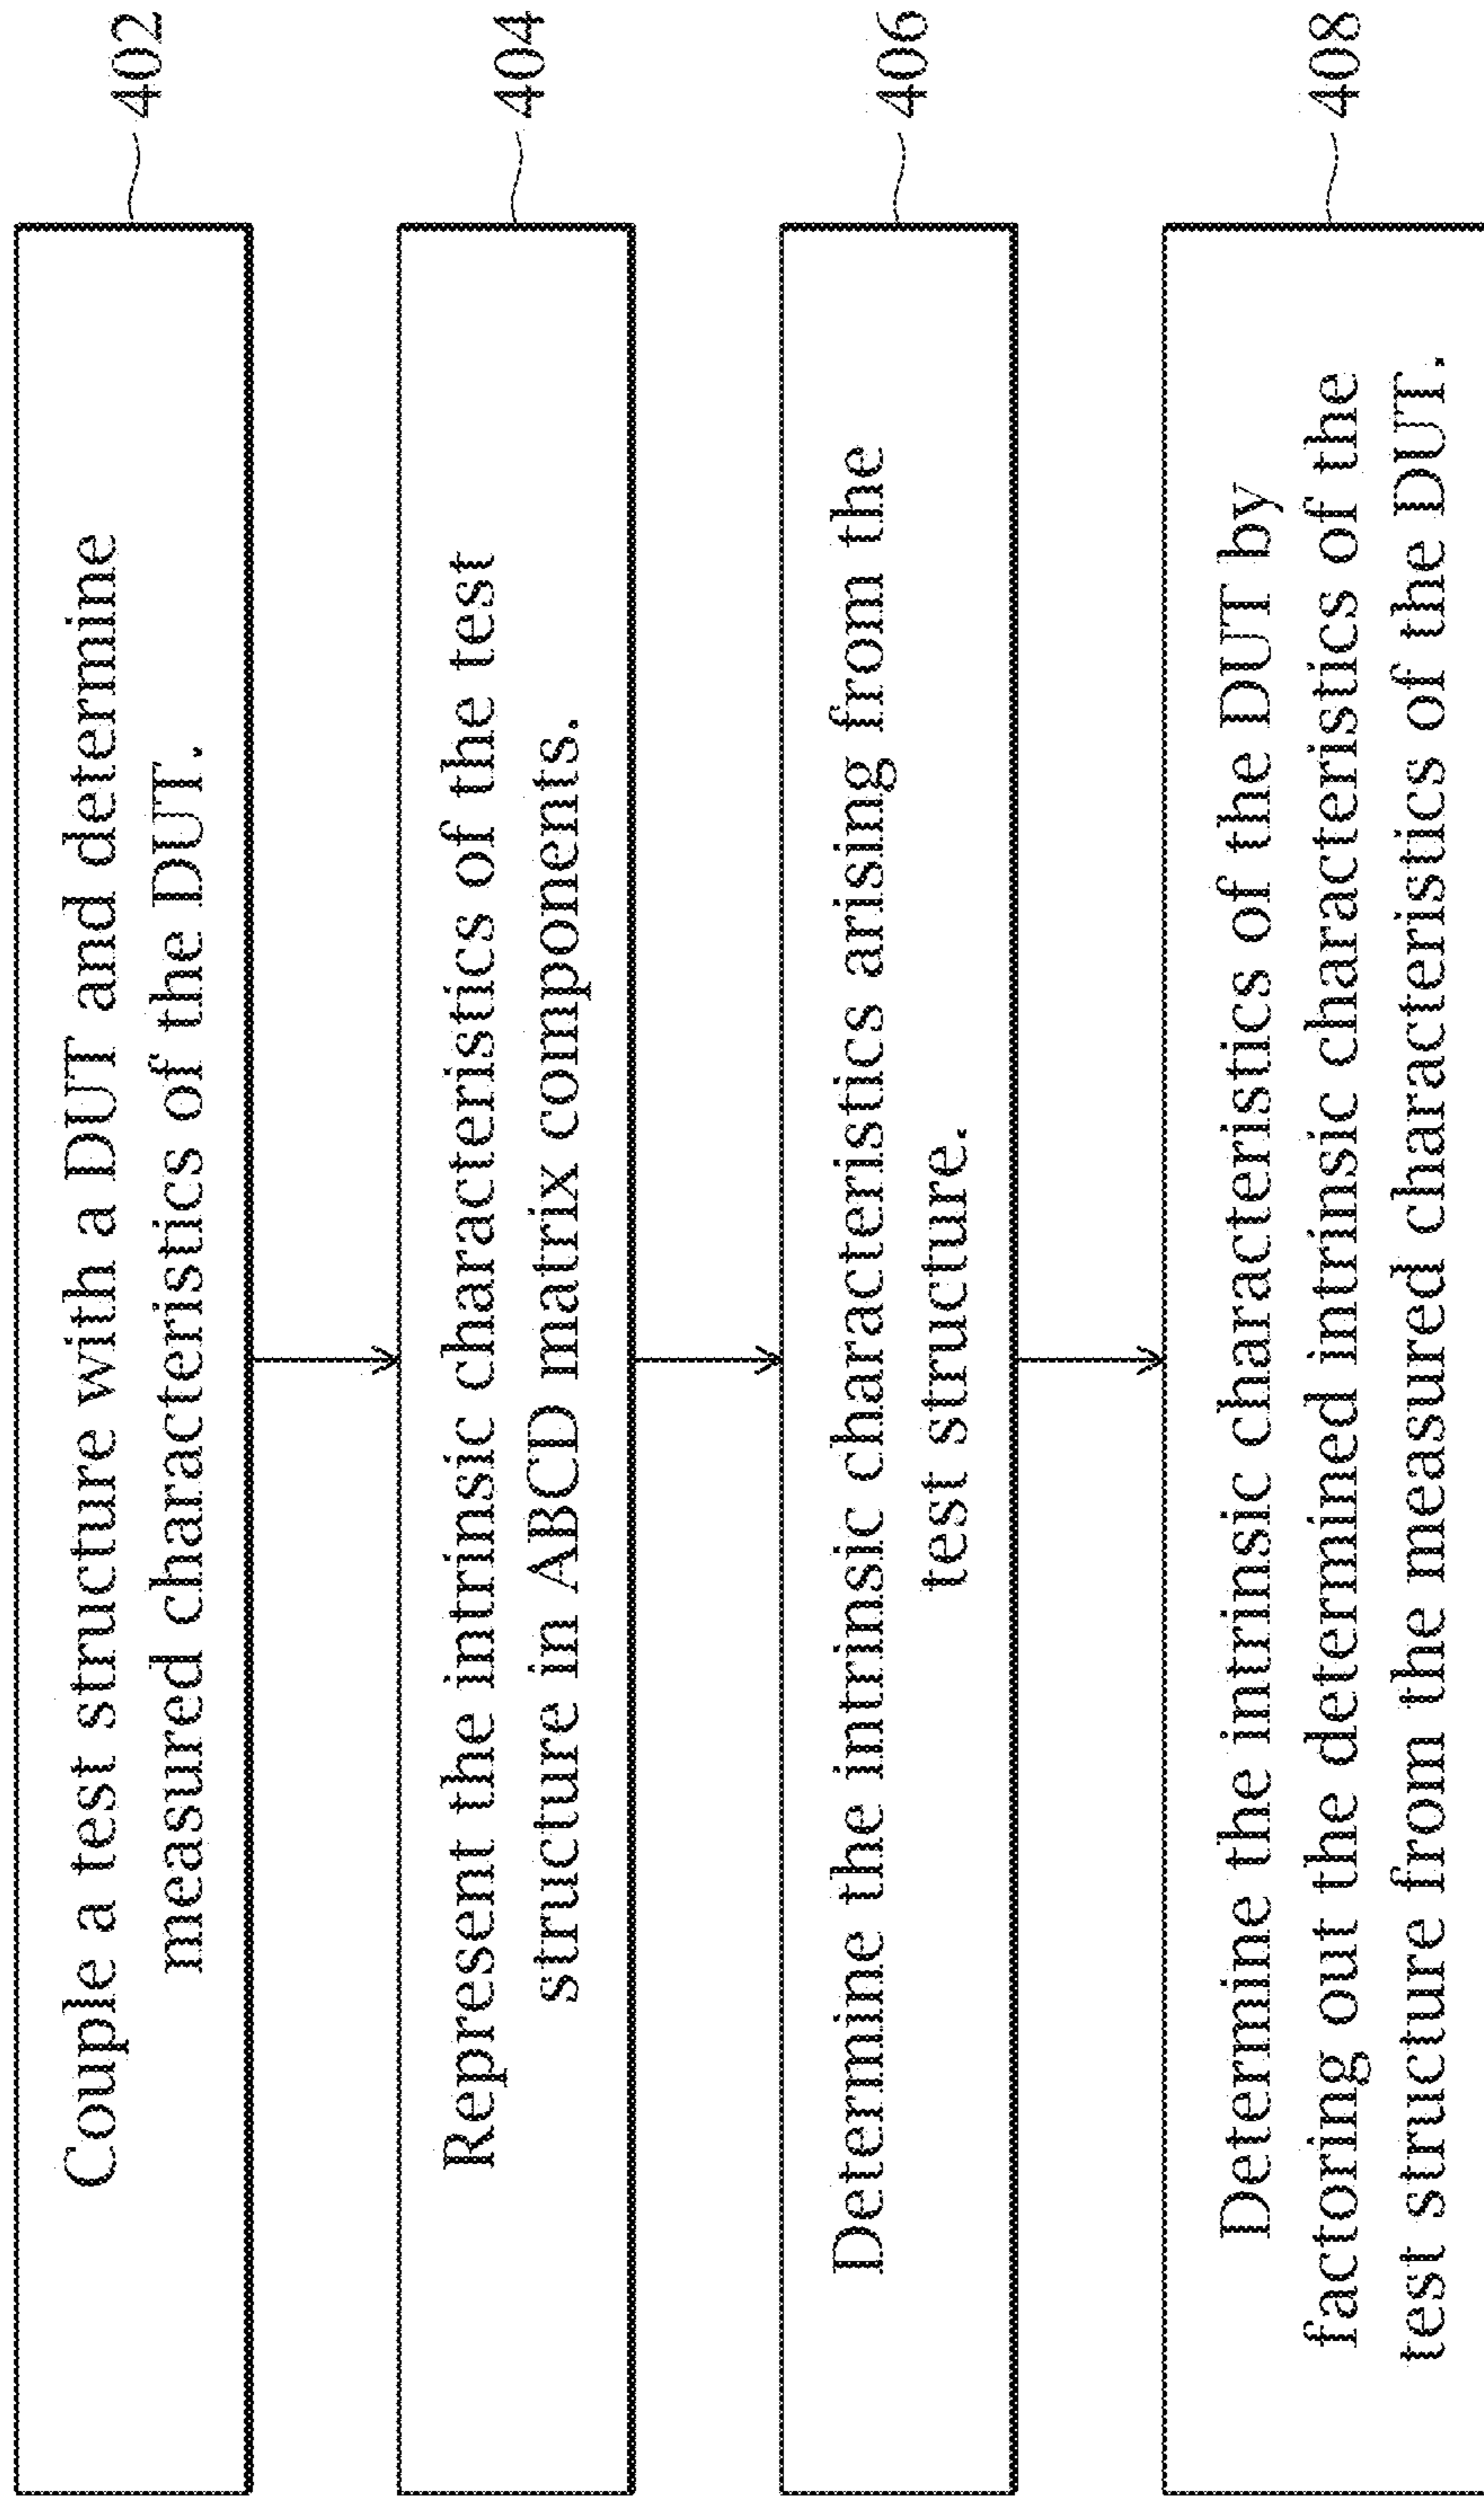 Couple a test structure with a DUT and determine
measured characteristics of the DUT.
402
Represent the intrinsic characteristics of the test
structure in ABCD matrix components.
404
Determine the intrinsic characteristics arising from the
test structure.
406
Determine the intrinsic characteristics of the DUT by
factoring out the determined intrinsic characteristics of the
test structure from the measured characteristics of the DUT.
408